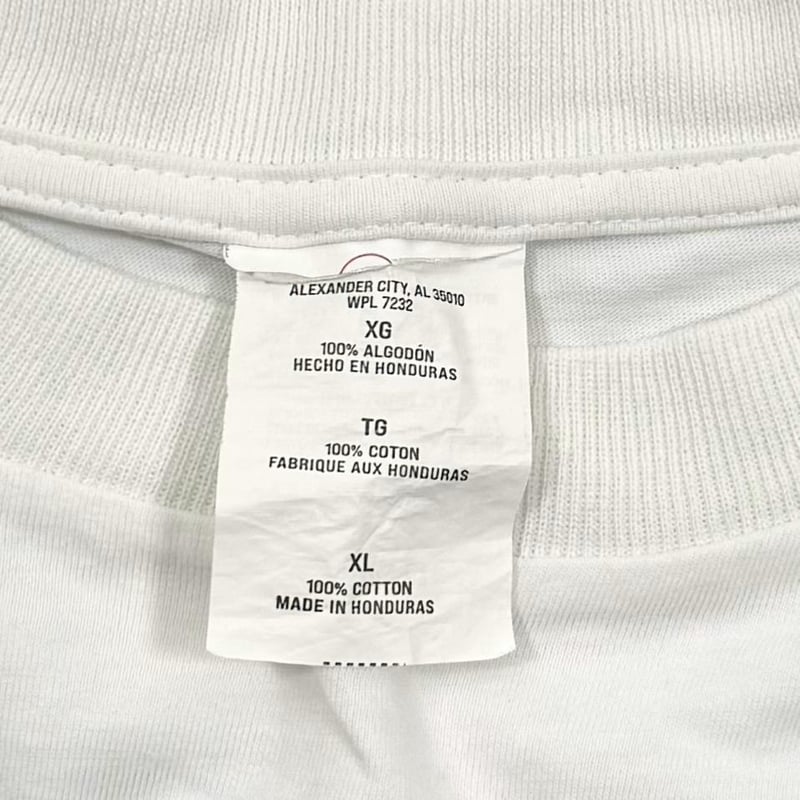 ALEXANDER CITY, AL 35010
WPL 7232
XG
100% ALGODÓN
HECHO EN HONDURAS
TG
100% COTON
FABRIQUE AUX HONDURAS
XL
100% COTTON
MADE IN HONDURAS